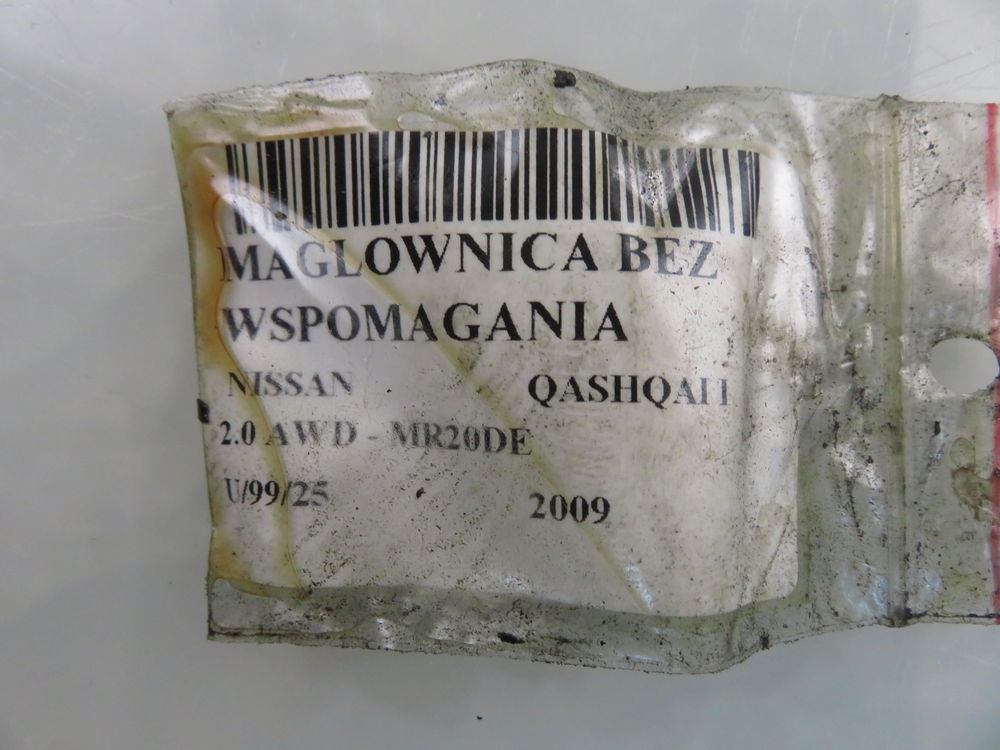 MAGLOWNICA BEZ
WSPOMAGANIA
NISSAN QASHQAI I
2.0 AWD - MR20DE
U/99/25 2009